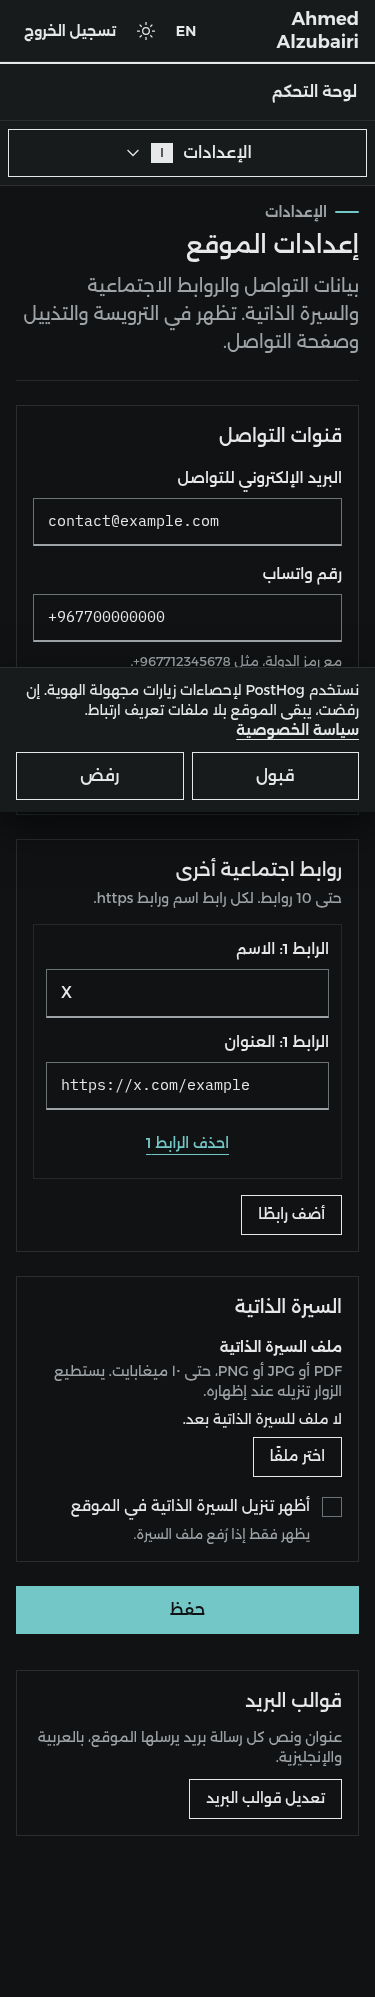 Ahmed
Alzubairi
EN
تسجيل الخروج
لوحة التحكم
الإعدادات
١
الإعدادات
إعدادات الموقع
بيانات التواصل والروابط الاجتماعية
والسيرة الذاتية. تظهر في الترويسة والتذييل
وصفحة التواصل.
قنوات التواصل
البريد الإلكتروني للتواصل
contact@example.com
رقم واتساب
+967700000000
مع رمز الدولة، مثل 967712345678+.
نستخدم PostHog لإحصاءات زيارات مجهولة الهوية. إن
رفضت، يبقى الموقع بلا ملفات تعريف ارتباط.
سياسة الخصوصية
قبول
رفض
روابط اجتماعية أخرى
حتى 10 روابط. لكل رابط اسم ورابط https.
الرابط 1: الاسم
X
الرابط 1: العنوان
https://x.com/example
احذف الرابط 1
أضف رابطًا
السيرة الذاتية
ملف السيرة الذاتية
PDF أو JPG أو PNG، حتى ١٠ ميغابايت. يستطيع
الزوار تنزيله عند إظهاره.
لا ملف للسيرة الذاتية بعد.
اختر ملفًا
أظهر تنزيل السيرة الذاتية في الموقع
يظهر فقط إذا رُفع ملف السيرة.
حفظ
قوالب البريد
عنوان ونص كل رسالة بريد يرسلها الموقع، بالعربية
والإنجليزية.
تعديل قوالب البريد